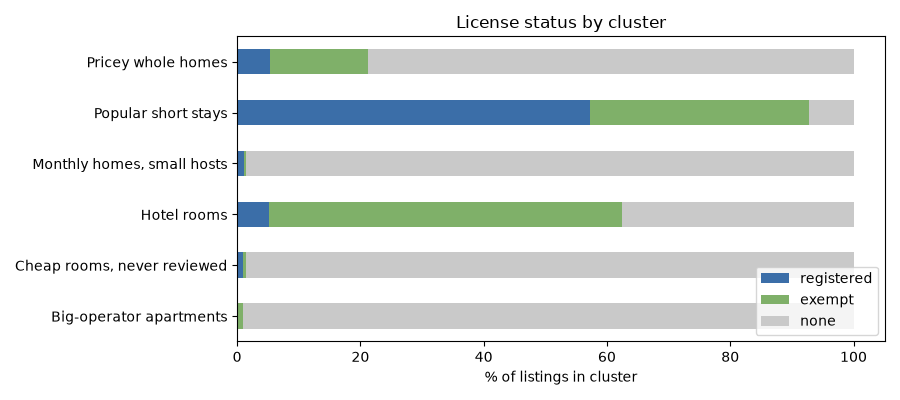 License status by cluster
Pricey whole homes
Popular short stays
Monthly homes, small hosts
Hotel rooms
Cheap rooms, never reviewed
Big-operator apartments
registered
exempt
none
0 20 40 60 80 100
% of listings in cluster